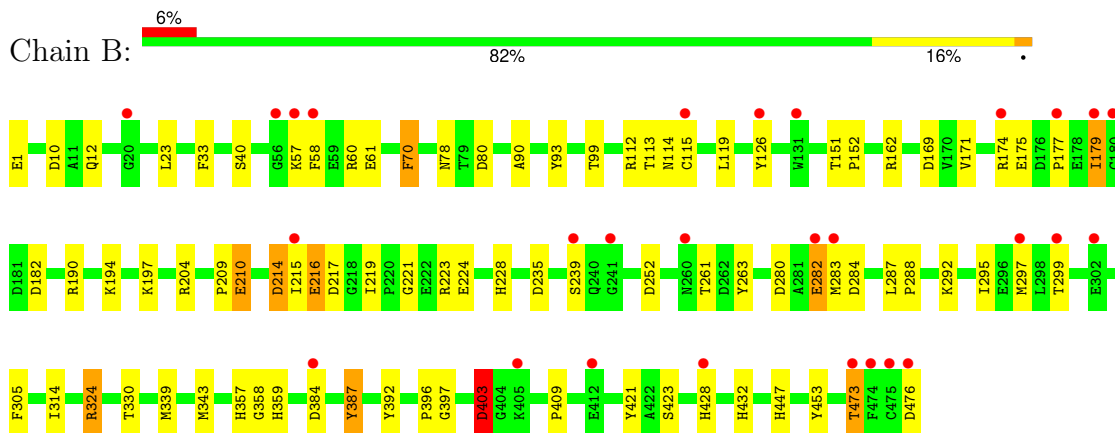 6%
Chain B:
82% 16% •
E1 D10 A11 Q12 G20 L23 F33 S40 G56 K57 F58 E59 R60 E61 F70 N78 T79 D80 A90 Y93 T99 R112 T113 N114 C115 L119 Y126 W131 T151 P152 R162 D169 V170 V171 R174 E175 D176 P177 E178 I179 C180
D181 D182 R190 K194 K197 R204 P209 E210 D214 I215 E216 D217 G218 I219 P220 G221 E222 R223 E224 H228 D235 S239 Q240 G241 D252 N260 T261 D262 Y263 D280 A281 E282 M283 D284 L287 P288 K292 I295 E296 M297 L298 T299 E302
F305 I314 R324 T330 M339 M343 H357 G358 H359 D384 Y387 Y392 P396 G397 D403 G404 K405 P409 E412 Y421 A422 S423 H428 H432 H447 Y453 T473 F474 C475 D476